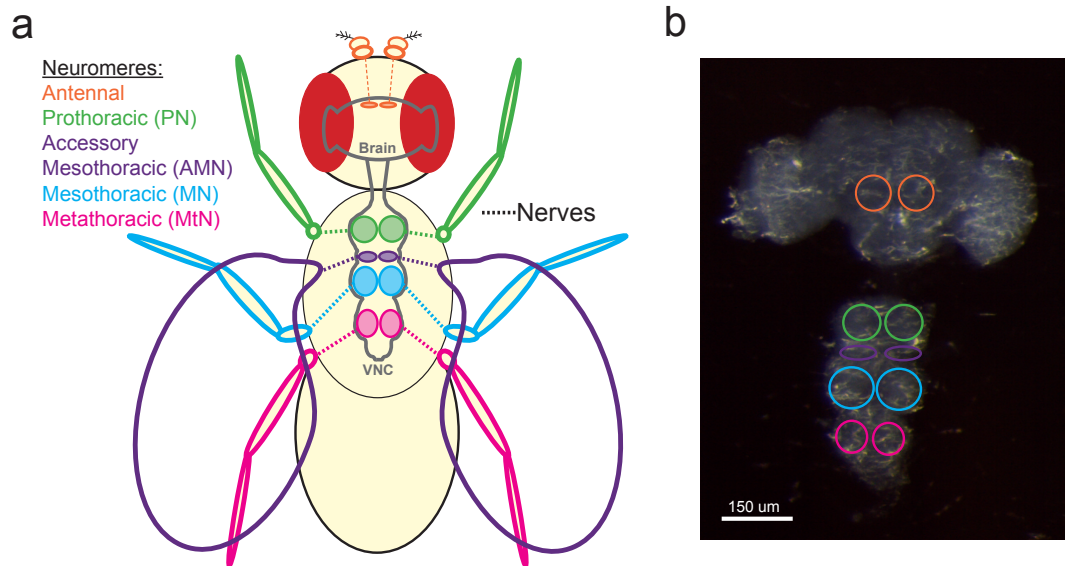 a
Neuromeres:
Antennal
Prothoracic (PN)
Accessory
Mesothoracic (AMN)
Mesothoracic (MN)
Metathoracic (MtN)
Brain
Nerves
VNC
b
150 um